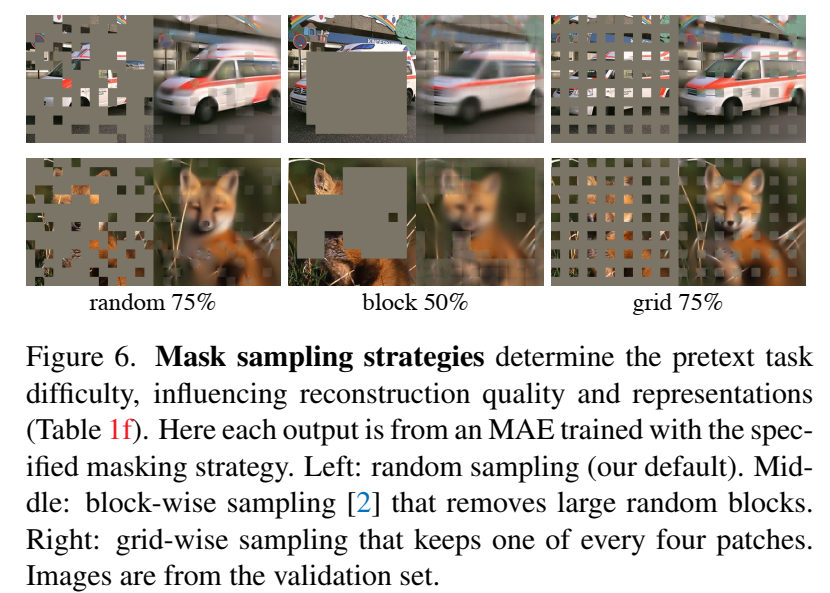 random 75%
block 50%
grid 75%
Figure 6. Mask sampling strategies determine the pretext task
difficulty, influencing reconstruction quality and representations
(Table 1f). Here each output is from an MAE trained with the spec-
ified masking strategy. Left: random sampling (our default). Mid-
dle: block-wise sampling [2] that removes large random blocks.
Right: grid-wise sampling that keeps one of every four patches.
Images are from the validation set.